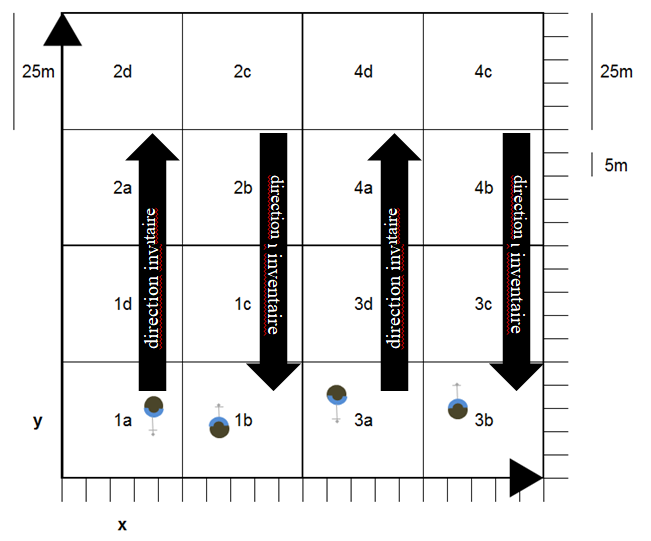 25m 2d 2c 4d 4c 25m
5m
2a 2b 4a 4b
direction inventaire direction inventaire direction inventaire direction inventaire
1d 1c 3d 3c
1a 1b 3a 3b
y
x